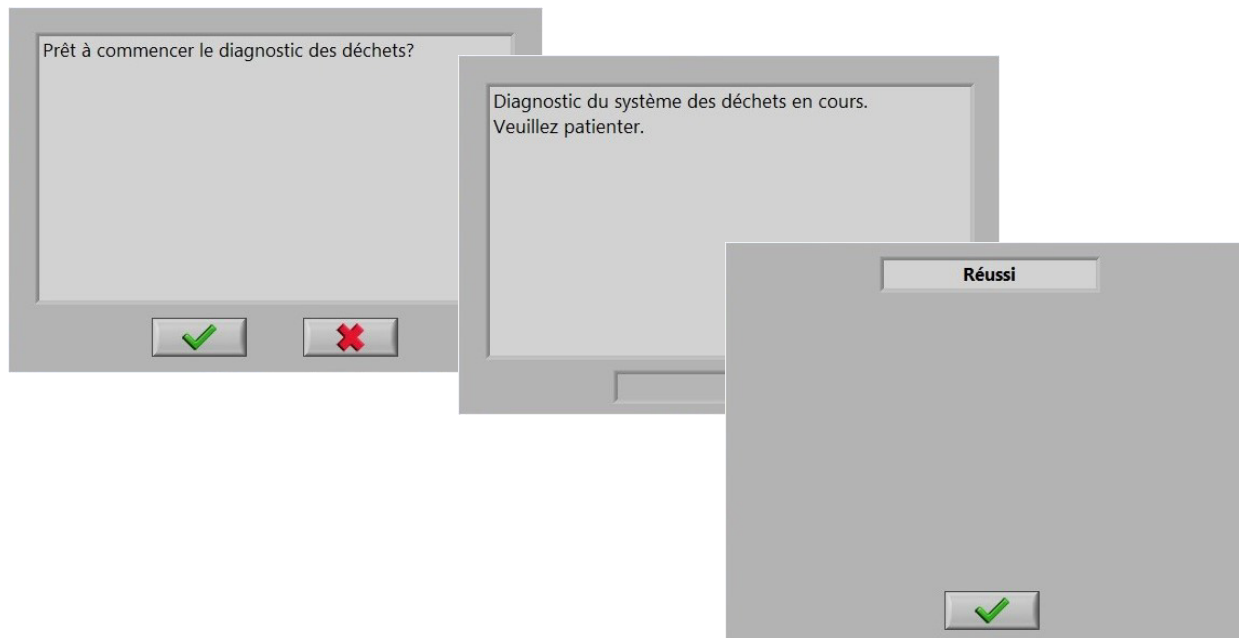 Prêt à commencer le diagnostic des déchets?
Diagnostic du système des déchets en cours.
Veuillez patienter.
Réussi